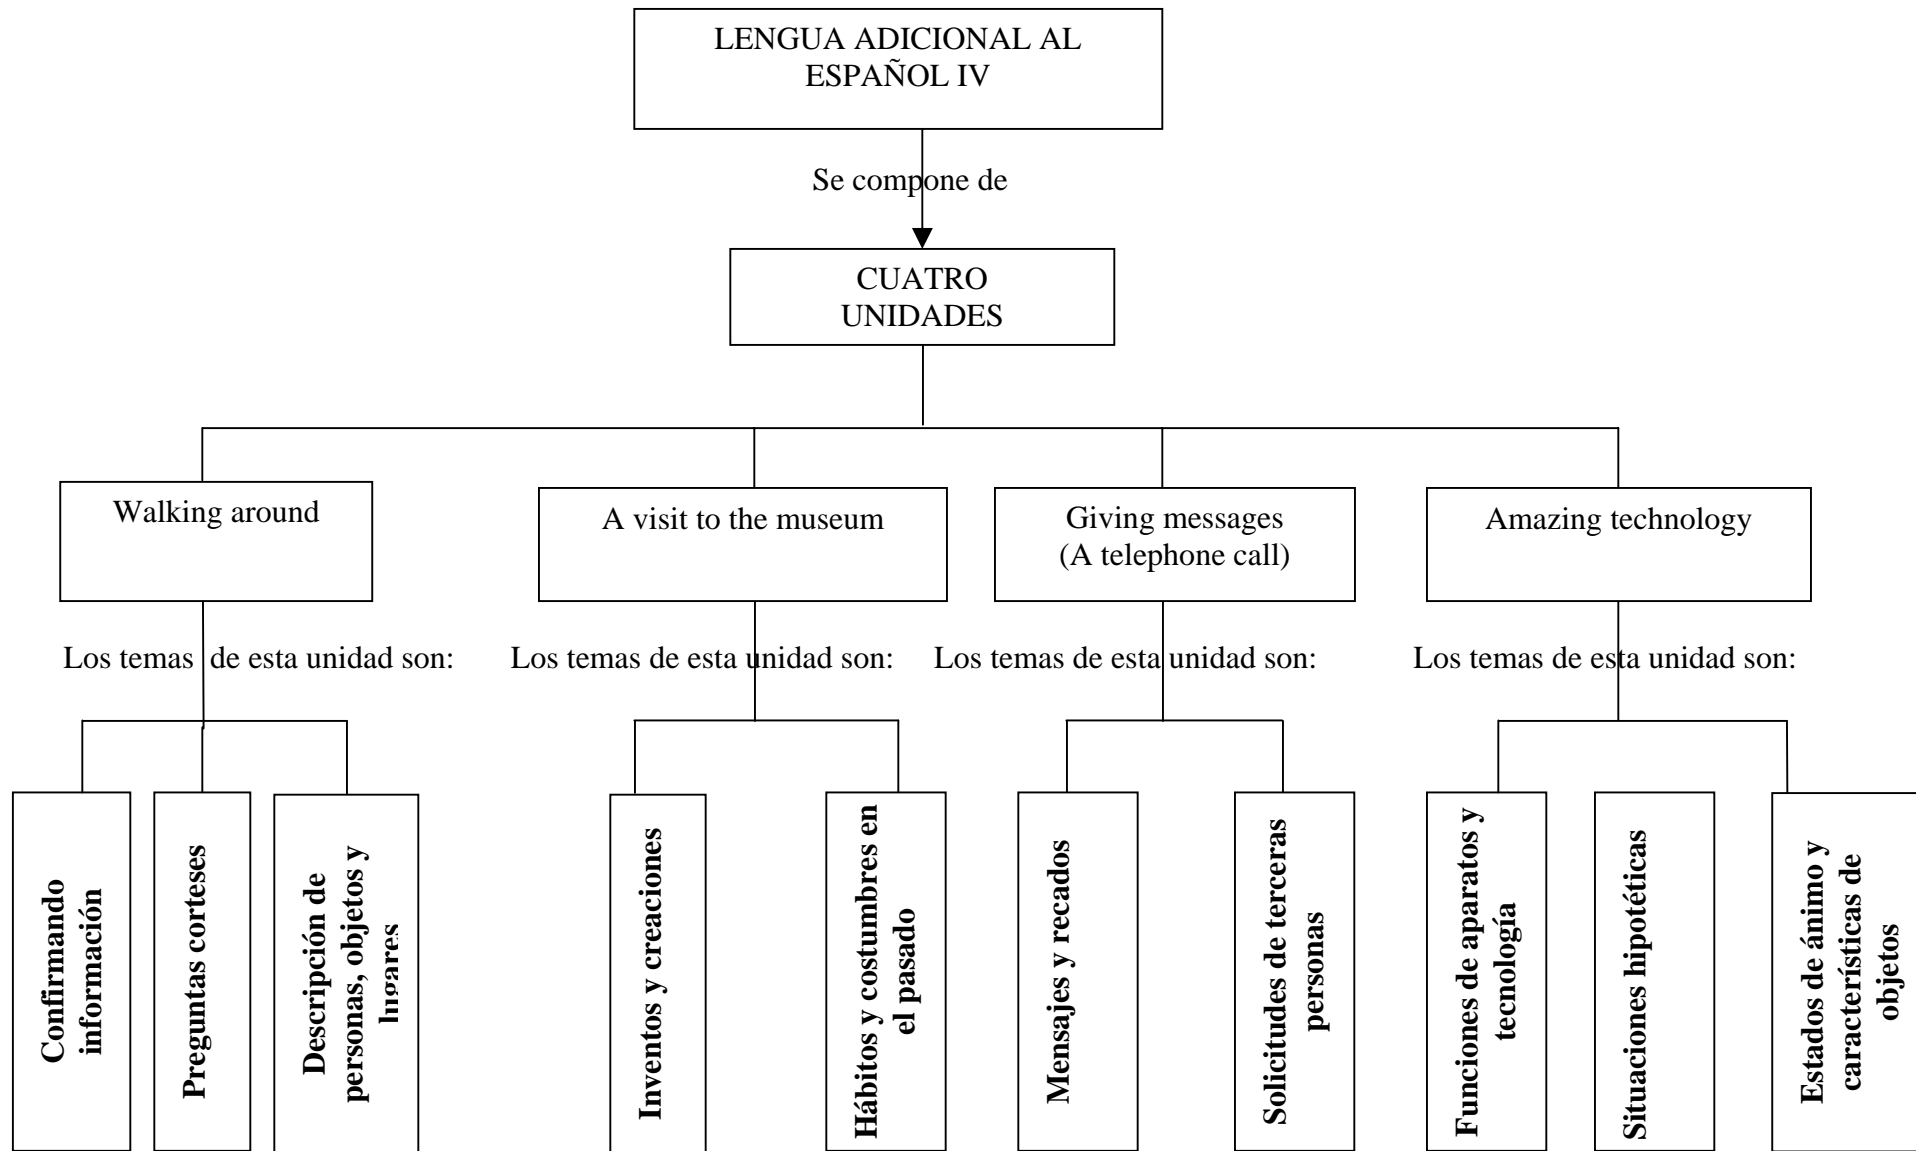 LENGUA ADICIONAL AL
ESPAÑOL IV
Se compone de
CUATRO
UNIDADES
Walking around
A visit to the museum
Giving messages
(A telephone call)
Amazing technology
Los temas de esta unidad son:
Los temas de esta unidad son:
Los temas de esta unidad son:
Los temas de esta unidad son:
Confirmando
información
Preguntas corteses
Descripción de
personas, objetos y
lugares
Inventos y creaciones
Hábitos y costumbres en
el pasado
Mensajes y recados
Solicitudes de terceras
personas
Funciones de aparatos y
tecnología
Situaciones hipotéticas
Estados de ánimo y
características de
objetos